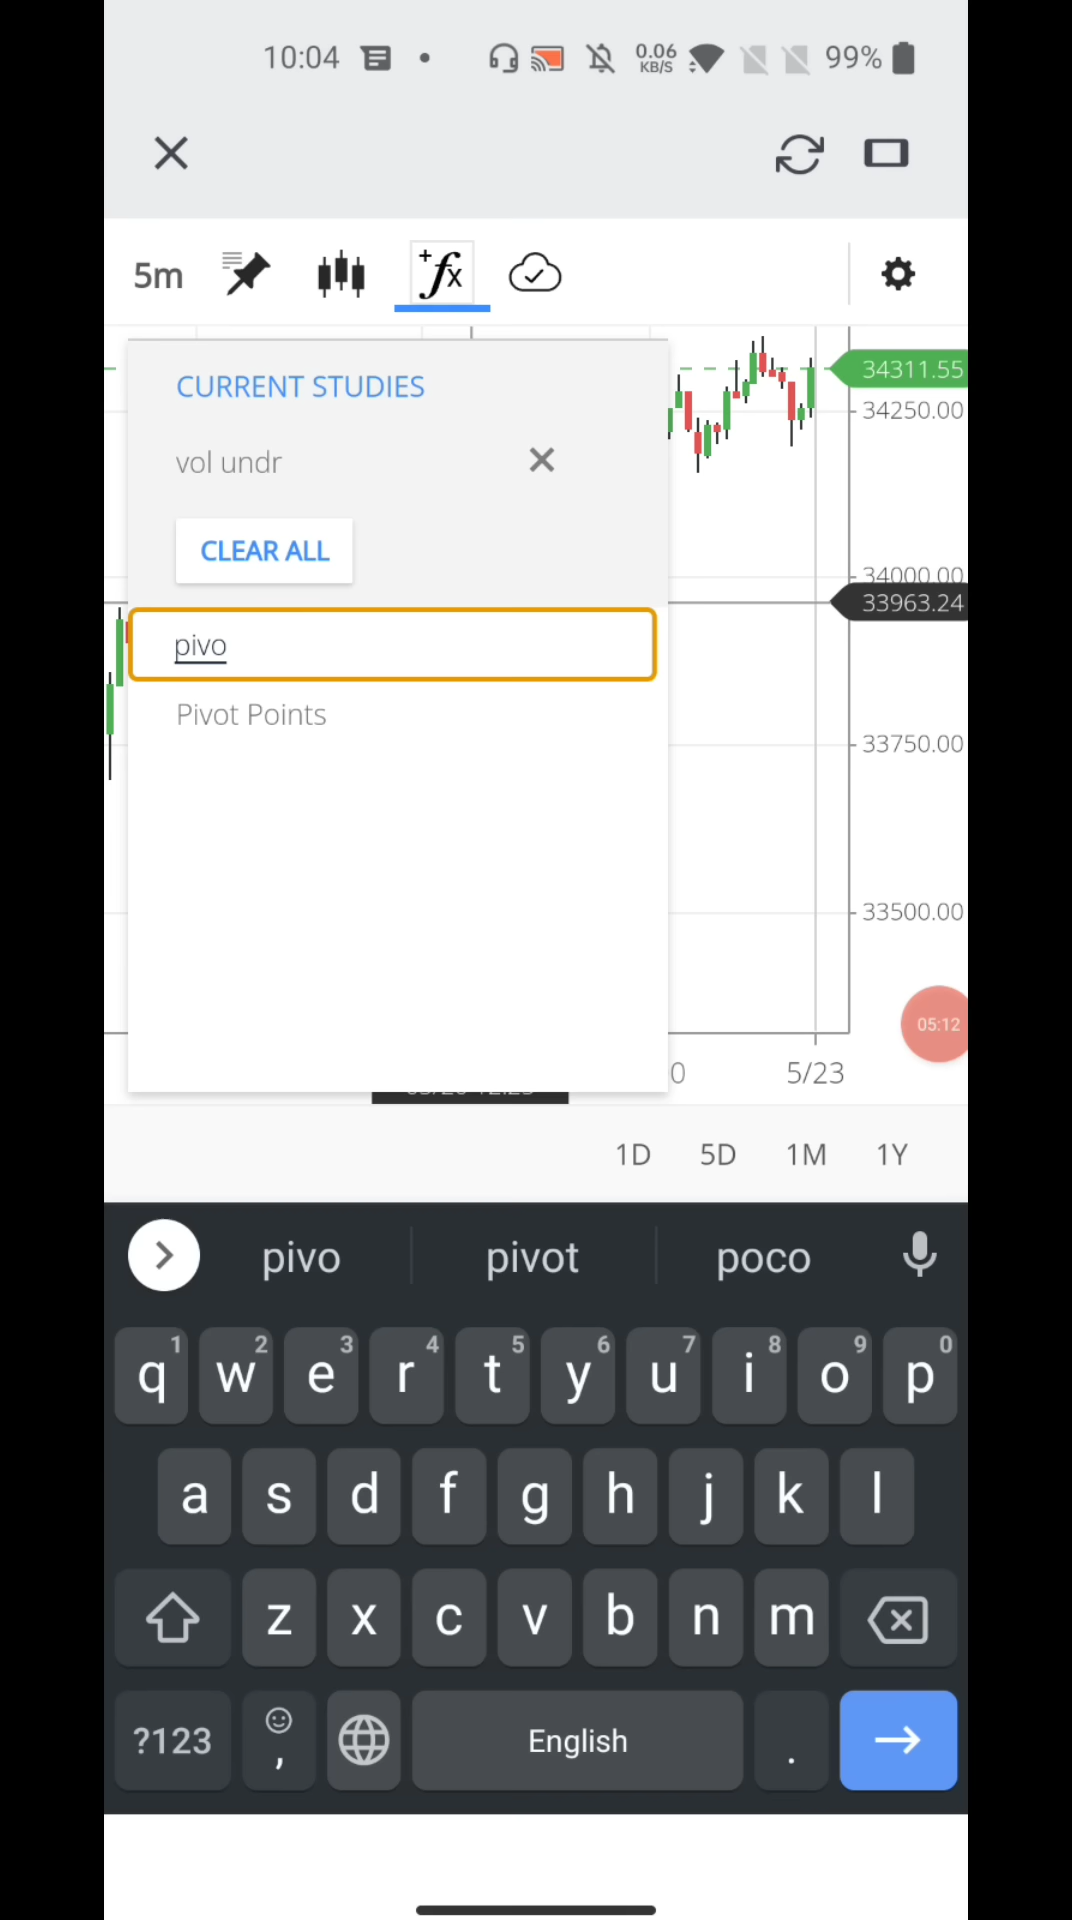 10:04
0.06
KB/S
99%
5m
+fx
34311.55
34250.00
34000.00
33963.24
33750.00
33500.00
CURRENT STUDIES
vol undr
CLEAR ALL
pivo
Pivot Points
05:12
0
5/23
1D 5D 1M 1Y
pivo pivot poco
1 2 3 4 5 6 7 8 9 0
q w e r t y u i o p
a s d f g h j k l
z x c v b n m
?123 , English .